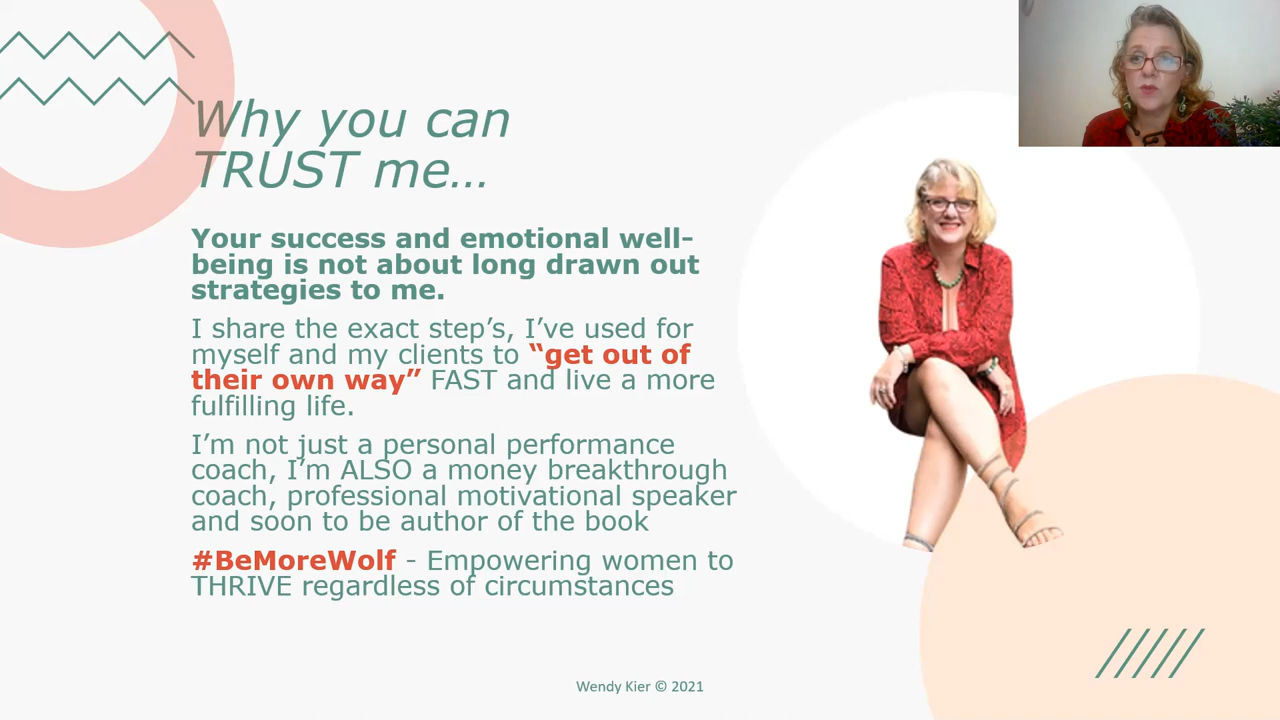 Why you can
TRUST me…
Your success and emotional well-
being is not about long drawn out
strategies to me.
I share the exact step’s, I’ve used for
myself and my clients to “get out of
their own way” FAST and live a more
fulfilling life.
I’m not just a personal performance
coach, I’m ALSO a money breakthrough
coach, professional motivational speaker
and soon to be author of the book
#BeMoreWolf - Empowering women to
THRIVE regardless of circumstances
Wendy Kier © 2021